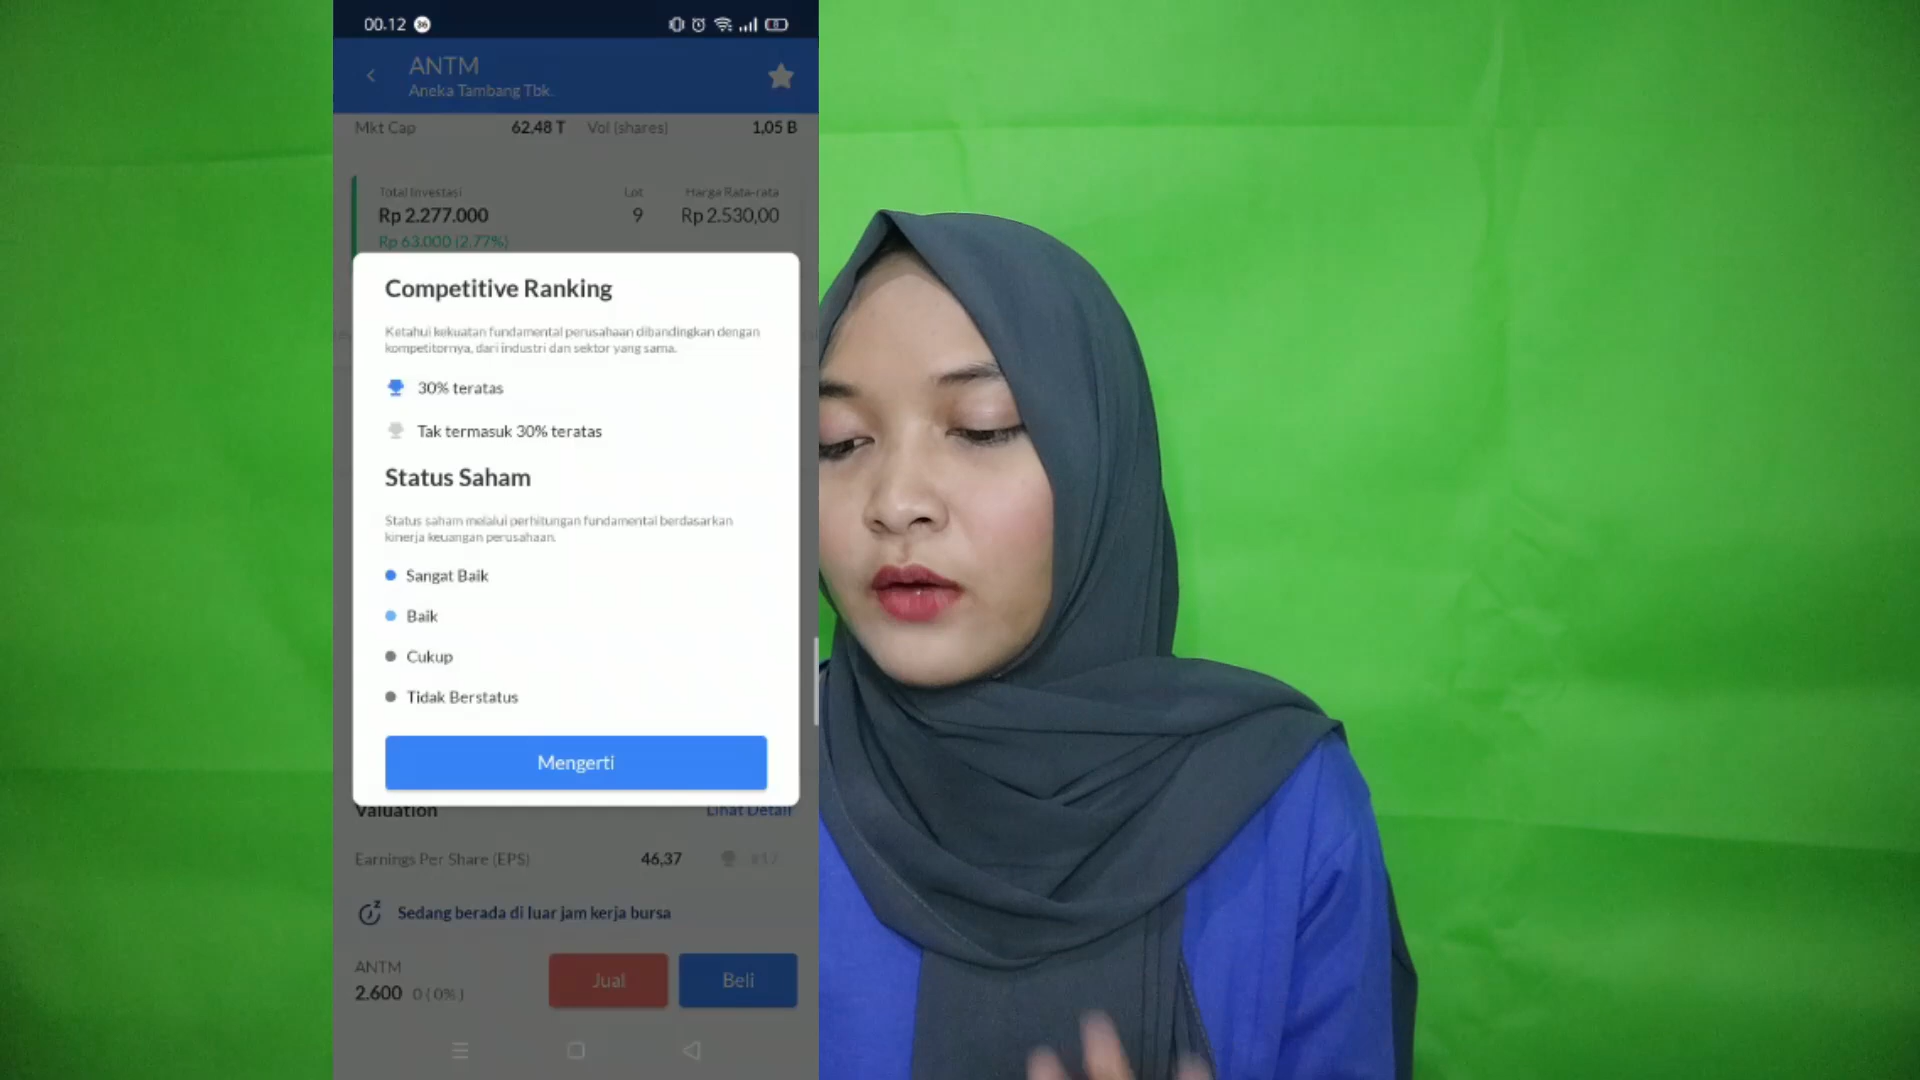 00.12 36
ANTM
Aneka Tambang Tbk.
Mkt Cap 62,48 T Vol (shares) 1,05 B
Total Investasi Lot Harga Rata-rata
Rp 2.277.000 9 Rp 2.530,00
Rp 63.000 (2.77%)
Competitive Ranking
Ketahui kekuatan fundamental perusahaan dibandingkan dengan
kompetitornya, dari industri dan sektor yang sama.
30% teratas
Tak termasuk 30% teratas
Status Saham
Status saham melalui perhitungan fundamental berdasarkan
kinerja keuangan perusahaan.
Sangat Baik
Baik
Cukup
Tidak Berstatus
Mengerti
Valuation Lihat Detail
Earnings Per Share (EPS) 46,37
Sedang berada di luar jam kerja bursa
ANTM
2.600 0 ( 0% )
Jual
Beli